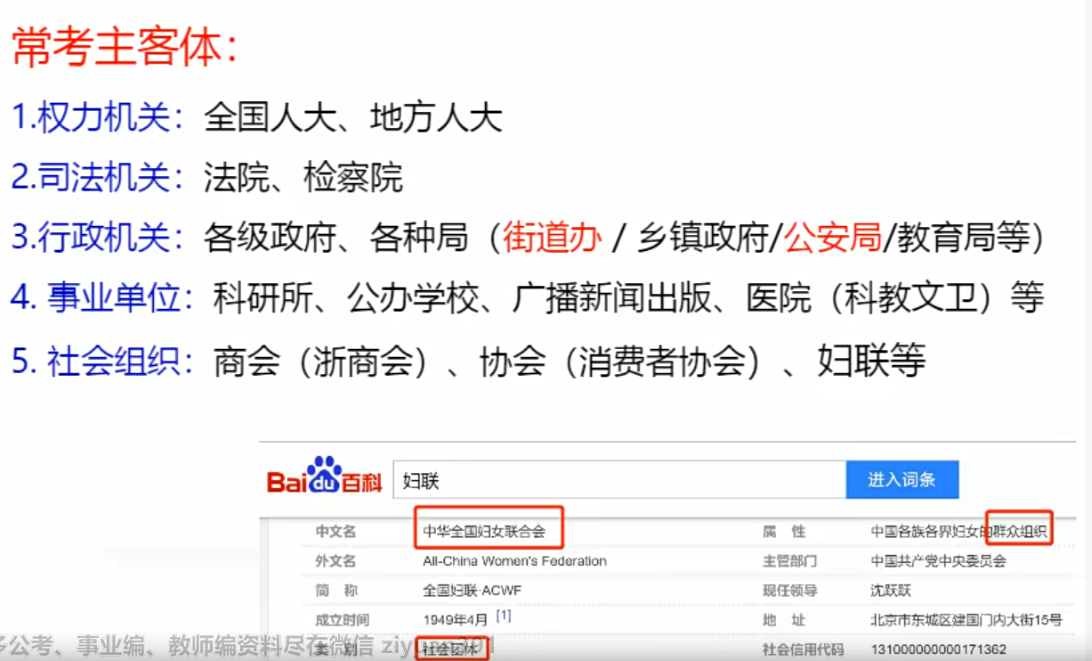 常考主客体：
1.权力机关：全国人大、地方人大
2.司法机关：法院、检察院
3.行政机关：各级政府、各种局（街道办 / 乡镇政府/公安局/教育局等）
4. 事业单位：科研所、公办学校、广播新闻出版、医院（科教文卫）等
5. 社会组织：商会（浙商会）、协会（消费者协会）、妇联等
Baidu百科 妇联 进入词条
中文名 中华全国妇女联合会 属 性 中国各族各界妇女的群众组织
外文名 All-China Women's Federation 主管部门 中国共产党中央委员会
简 称 全国妇联·ACWF 现任领导 沈跃跃
成立时间 1949年4月 [1] 地 址 北京市东城区建国门内大街15号
类 别 社会团体 社会信用代码 131000000000171362
多公考、事业编、教师编资料尽在微信